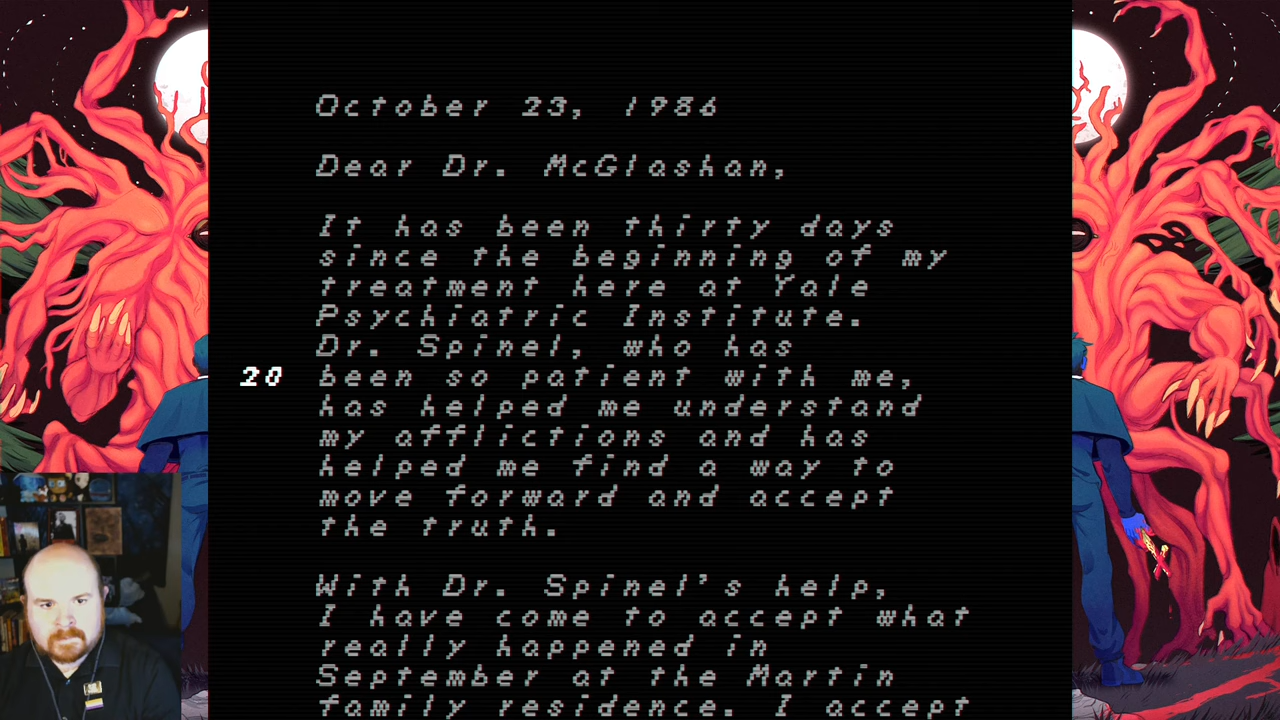 October 23, 1986
Dear Dr. McGlashan,
It has been thirty days
since the beginning of my
treatment here at Yale
Psychiatric Institute.
Dr. Spinel, who has
20 been so patient with me,
has helped me understand
my afflictions and has
helped me find a way to
move forward and accept
the truth.
With Dr. Spinel's help,
I have come to accept what
really happened in
September at the Martin
family residence. I accept